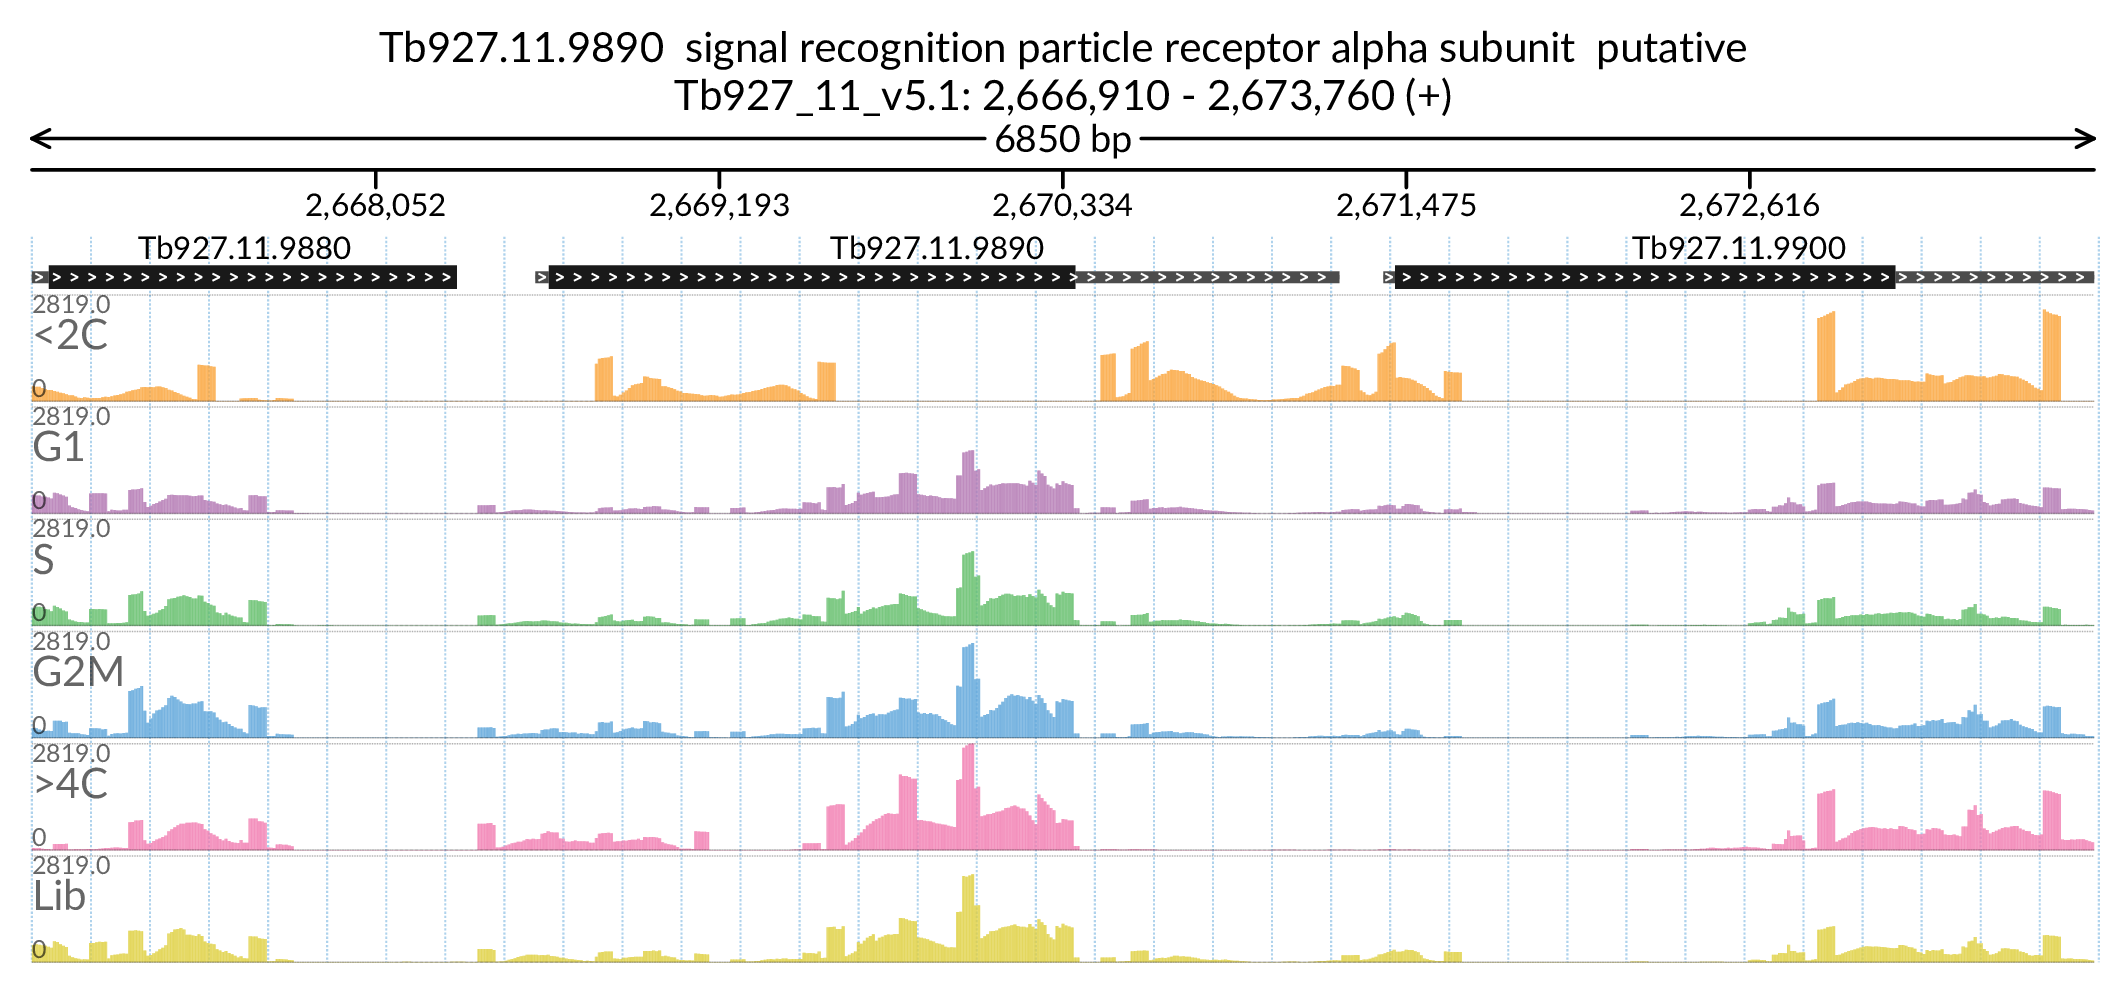 Tb927.11.9890 signal recognition particle receptor alpha subunit putative
Tb927_11_v5.1: 2,666,910 - 2,673,760 (+)
6850 bp
2,668,052 2,669,193 2,670,334 2,671,475 2,672,616
Tb927.11.9880 Tb927.11.9890 Tb927.11.9900
2819.0
<2C
0
2819.0
G1
0
2819.0
S
0
2819.0
G2M
0
2819.0
>4C
0
2819.0
Lib
0